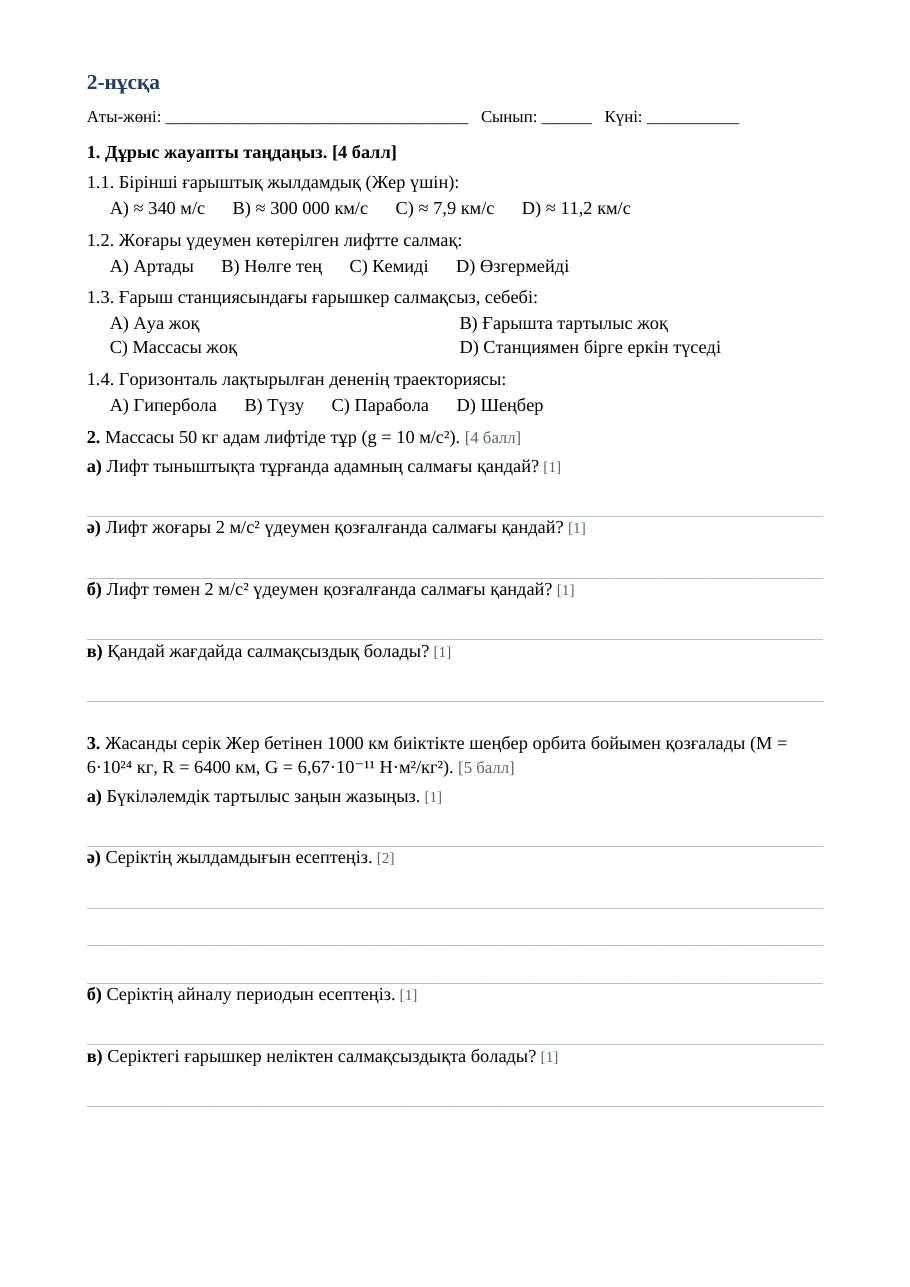 2-нұсқа
Аты-жөні: ____________________________________ Сынып: ______ Күні: ___________
1. Дұрыс жауапты таңдаңыз. [4 балл]
1.1. Бірінші ғарыштық жылдамдық (Жер үшін):
A) ≈ 340 м/с B) ≈ 300 000 км/с C) ≈ 7,9 км/с D) ≈ 11,2 км/с
1.2. Жоғары үдеумен көтерілген лифтте салмақ:
A) Артады B) Нөлге тең C) Кемиді D) Өзгермейді
1.3. Ғарыш станциясындағы ғарышкер салмақсыз, себебі:
A) Ауа жоқ B) Ғарышта тартылыс жоқ
C) Массасы жоқ D) Станциямен бірге еркін түседі
1.4. Горизонталь лақтырылған дененің траекториясы:
A) Гипербола B) Түзу C) Парабола D) Шеңбер
2. Массасы 50 кг адам лифтіде тұр (g = 10 м/с²). [4 балл]
а) Лифт тыныштықта тұрғанда адамның салмағы қандай? [1]
ә) Лифт жоғары 2 м/с² үдеумен қозғалғанда салмағы қандай? [1]
б) Лифт төмен 2 м/с² үдеумен қозғалғанда салмағы қандай? [1]
в) Қандай жағдайда салмақсыздық болады? [1]
3. Жасанды серік Жер бетінен 1000 км биіктікте шеңбер орбита бойымен қозғалады (M =
6·10²⁴ кг, R = 6400 км, G = 6,67·10⁻¹¹ Н·м²/кг²). [5 балл]
а) Бүкіләлемдік тартылыс заңын жазыңыз. [1]
ә) Серіктің жылдамдығын есептеңіз. [2]
б) Серіктің айналу периодын есептеңіз. [1]
в) Серіктегі ғарышкер неліктен салмақсыздықта болады? [1]